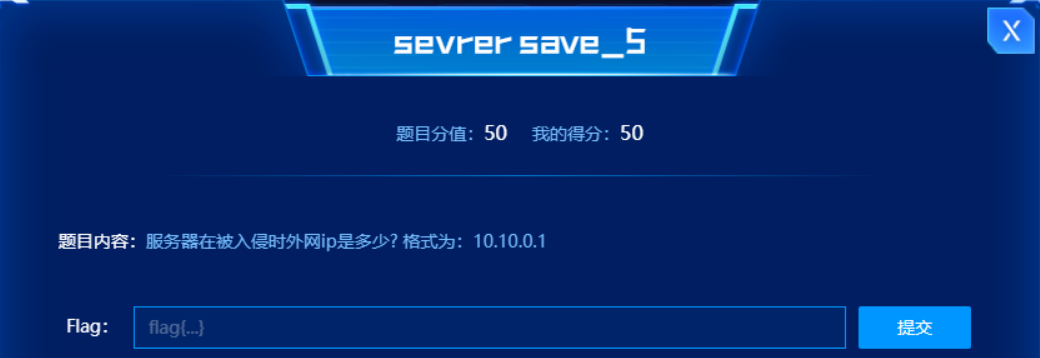 sevrer save_5
X
题目分值：50 我的得分：50
题目内容：服务器在被入侵时外网ip是多少? 格式为：10.10.0.1
Flag： flag{...} 提交